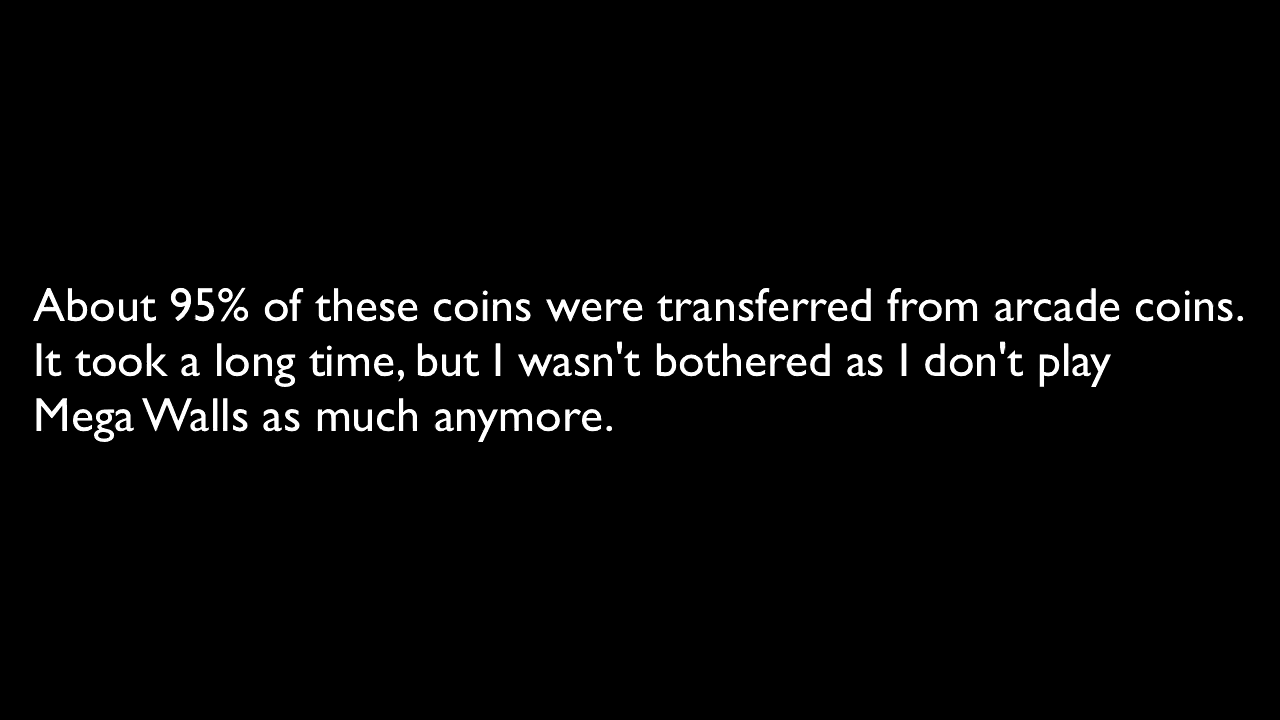 About 95% of these coins were transferred from arcade coins.
It took a long time, but I wasn't bothered as I don't play
Mega Walls as much anymore.